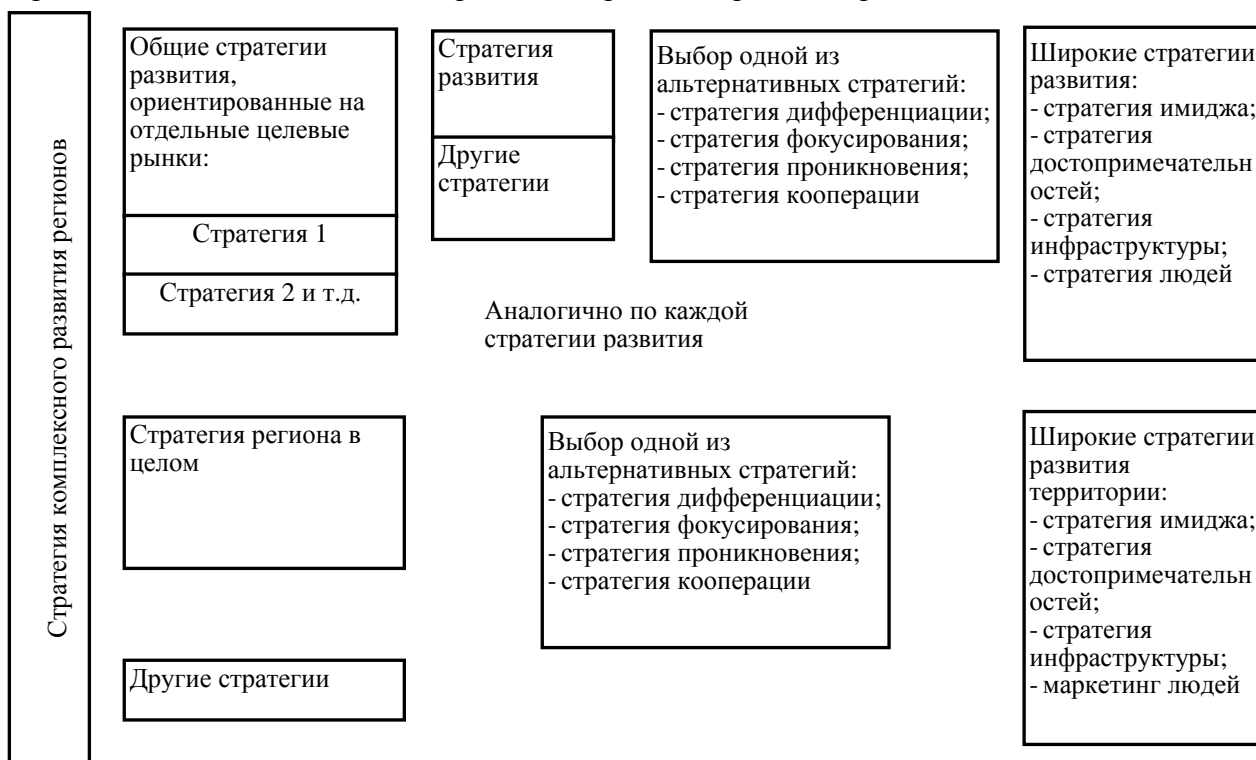 Стратегия комплексного развития регионов
Общие стратегии
развития,
ориентированные на
отдельные целевые
рынки:
Стратегия 1
Стратегия 2 и т.д.
Стратегия
развития
Другие
стратегии
Выбор одной из
альтернативных стратегий:
- стратегия дифференциации;
- стратегия фокусирования;
- стратегия проникновения;
- стратегия кооперации
Широкие стратегии
развития:
- стратегия имиджа;
- стратегия
достопримечательн
остей;
- стратегия
инфраструктуры;
- стратегия людей
Аналогично по каждой
стратегии развития
Стратегия региона в
целом
Выбор одной из
альтернативных стратегий:
- стратегия дифференциации;
- стратегия фокусирования;
- стратегия проникновения;
- стратегия кооперации
Широкие стратегии
развития
территории:
- стратегия имиджа;
- стратегия
достопримечательн
остей;
- стратегия
инфраструктуры;
- маркетинг людей
Другие стратегии